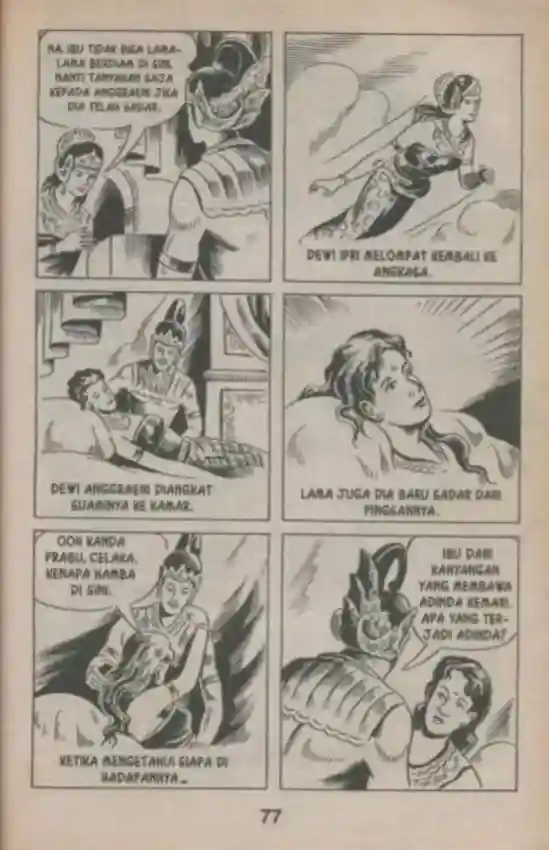 NA, IBU TIDAK BISA LAMA-
LAMA BERDIAM DI SINI.
NANTI TANYAKAN SAJA
KEPADA ANGGRAENI JIKA
DIA TELAH SADAR.
DEWI IPRI MELOMPAT KEMBALI KE
ANGKASA.
DEWI ANGGRAENI DIANGKAT
SUAMINYA KE KAMAR.
LAMA JUGA DIA BARU SADAR DARI
PINGSANNYA.
OOH KANDA
PRABU, CELAKA.
KENAPA HAMBA
DI SINI.
KETIKA MENGETAHUI SIAPA DI
HADAPANNYA...
IBU DARI
KAHYANGAN
YANG MEMBAWA
ADINDA KEMARI.
APA YANG TER-
JADI ADINDA?
77